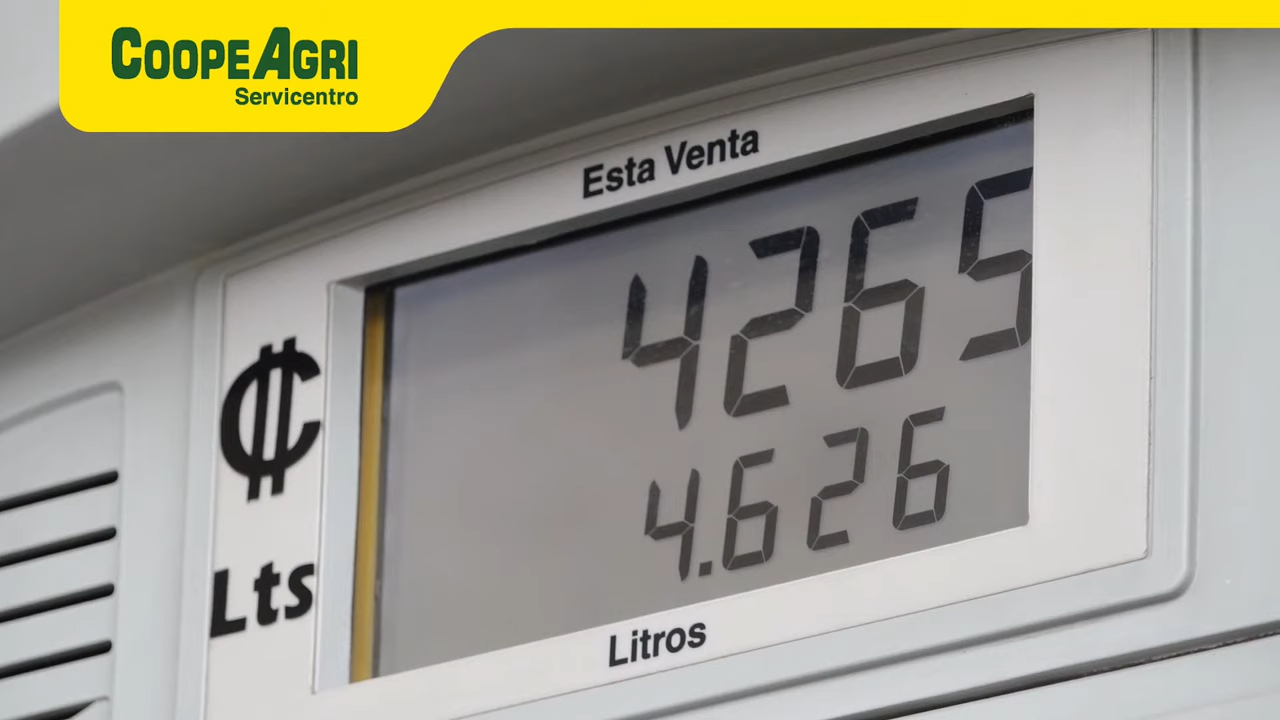 COOPEAGRI
Servicentro
Esta Venta
₡
4265
4.626
Lts
Litros